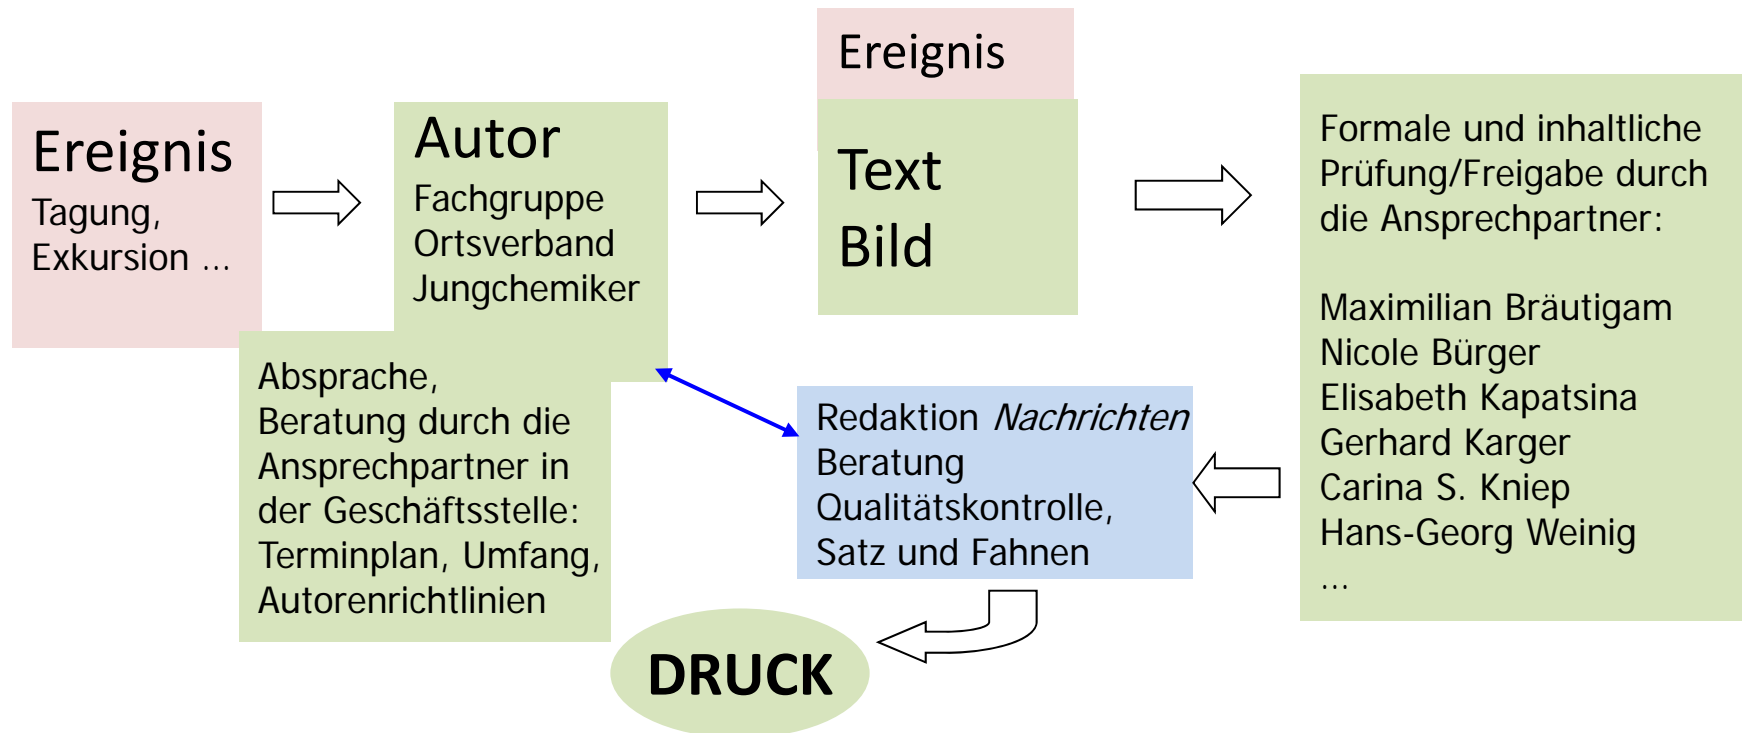 Ereignis
Tagung,
Exkursion ...
Autor
Fachgruppe
Ortsverband
Jungchemiker
Absprache,
Beratung durch die
Ansprechpartner in
der Geschäftsstelle:
Terminplan, Umfang,
Autorenrichtlinien
Ereignis
Text
Bild
Formale und inhaltliche
Prüfung/Freigabe durch
die Ansprechpartner:
Maximilian Bräutigam
Nicole Bürger
Elisabeth Kapatsina
Gerhard Karger
Carina S. Kniep
Hans-Georg Weinig
...
Redaktion Nachrichten
Beratung
Qualitätskontrolle,
Satz und Fahnen
DRUCK